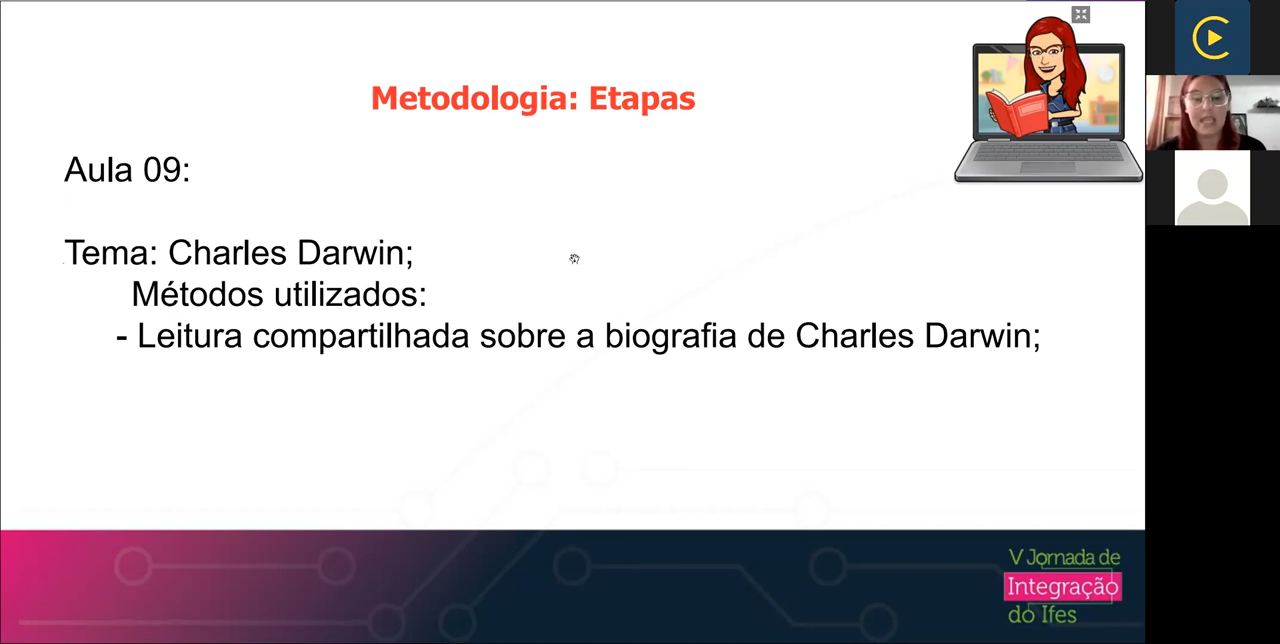 Metodologia: Etapas
Aula 09:
Tema: Charles Darwin;
Métodos utilizados:
- Leitura compartilhada sobre a biografia de Charles Darwin;
V Jornada de
Integração
do Ifes